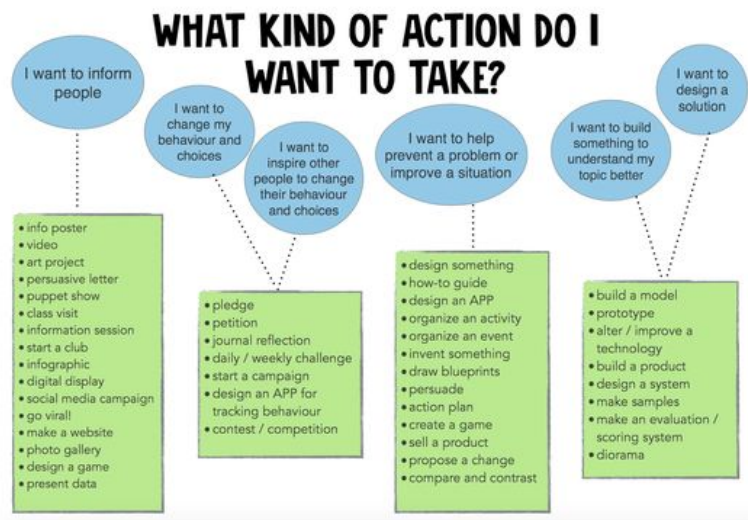 WHAT KIND OF ACTION DO I
WANT TO TAKE?
I want to inform
people
I want to
change my
behaviour and
choices
I want to
inspire other
people to change
their behaviour
and choices
I want to help
prevent a problem or
improve a situation
I want to build
something to
understand my
topic better
I want to
design a
solution
• info poster
• video
• art project
• persuasive letter
• puppet show
• class visit
• information session
• start a club
• infographic
• digital display
• social media campaign
• go viral!
• make a website
• photo gallery
• design a game
• present data
• pledge
• petition
• journal reflection
• daily / weekly challenge
• start a campaign
• design an APP for
tracking behaviour
• contest / competition
• design something
• how-to guide
• design an APP
• organize an activity
• organize an event
• invent something
• draw blueprints
• persuade
• action plan
• create a game
• sell a product
• propose a change
• compare and contrast
• build a model
• prototype
• alter / improve a
technology
• build a product
• design a system
• make samples
• make an evaluation /
scoring system
• diorama